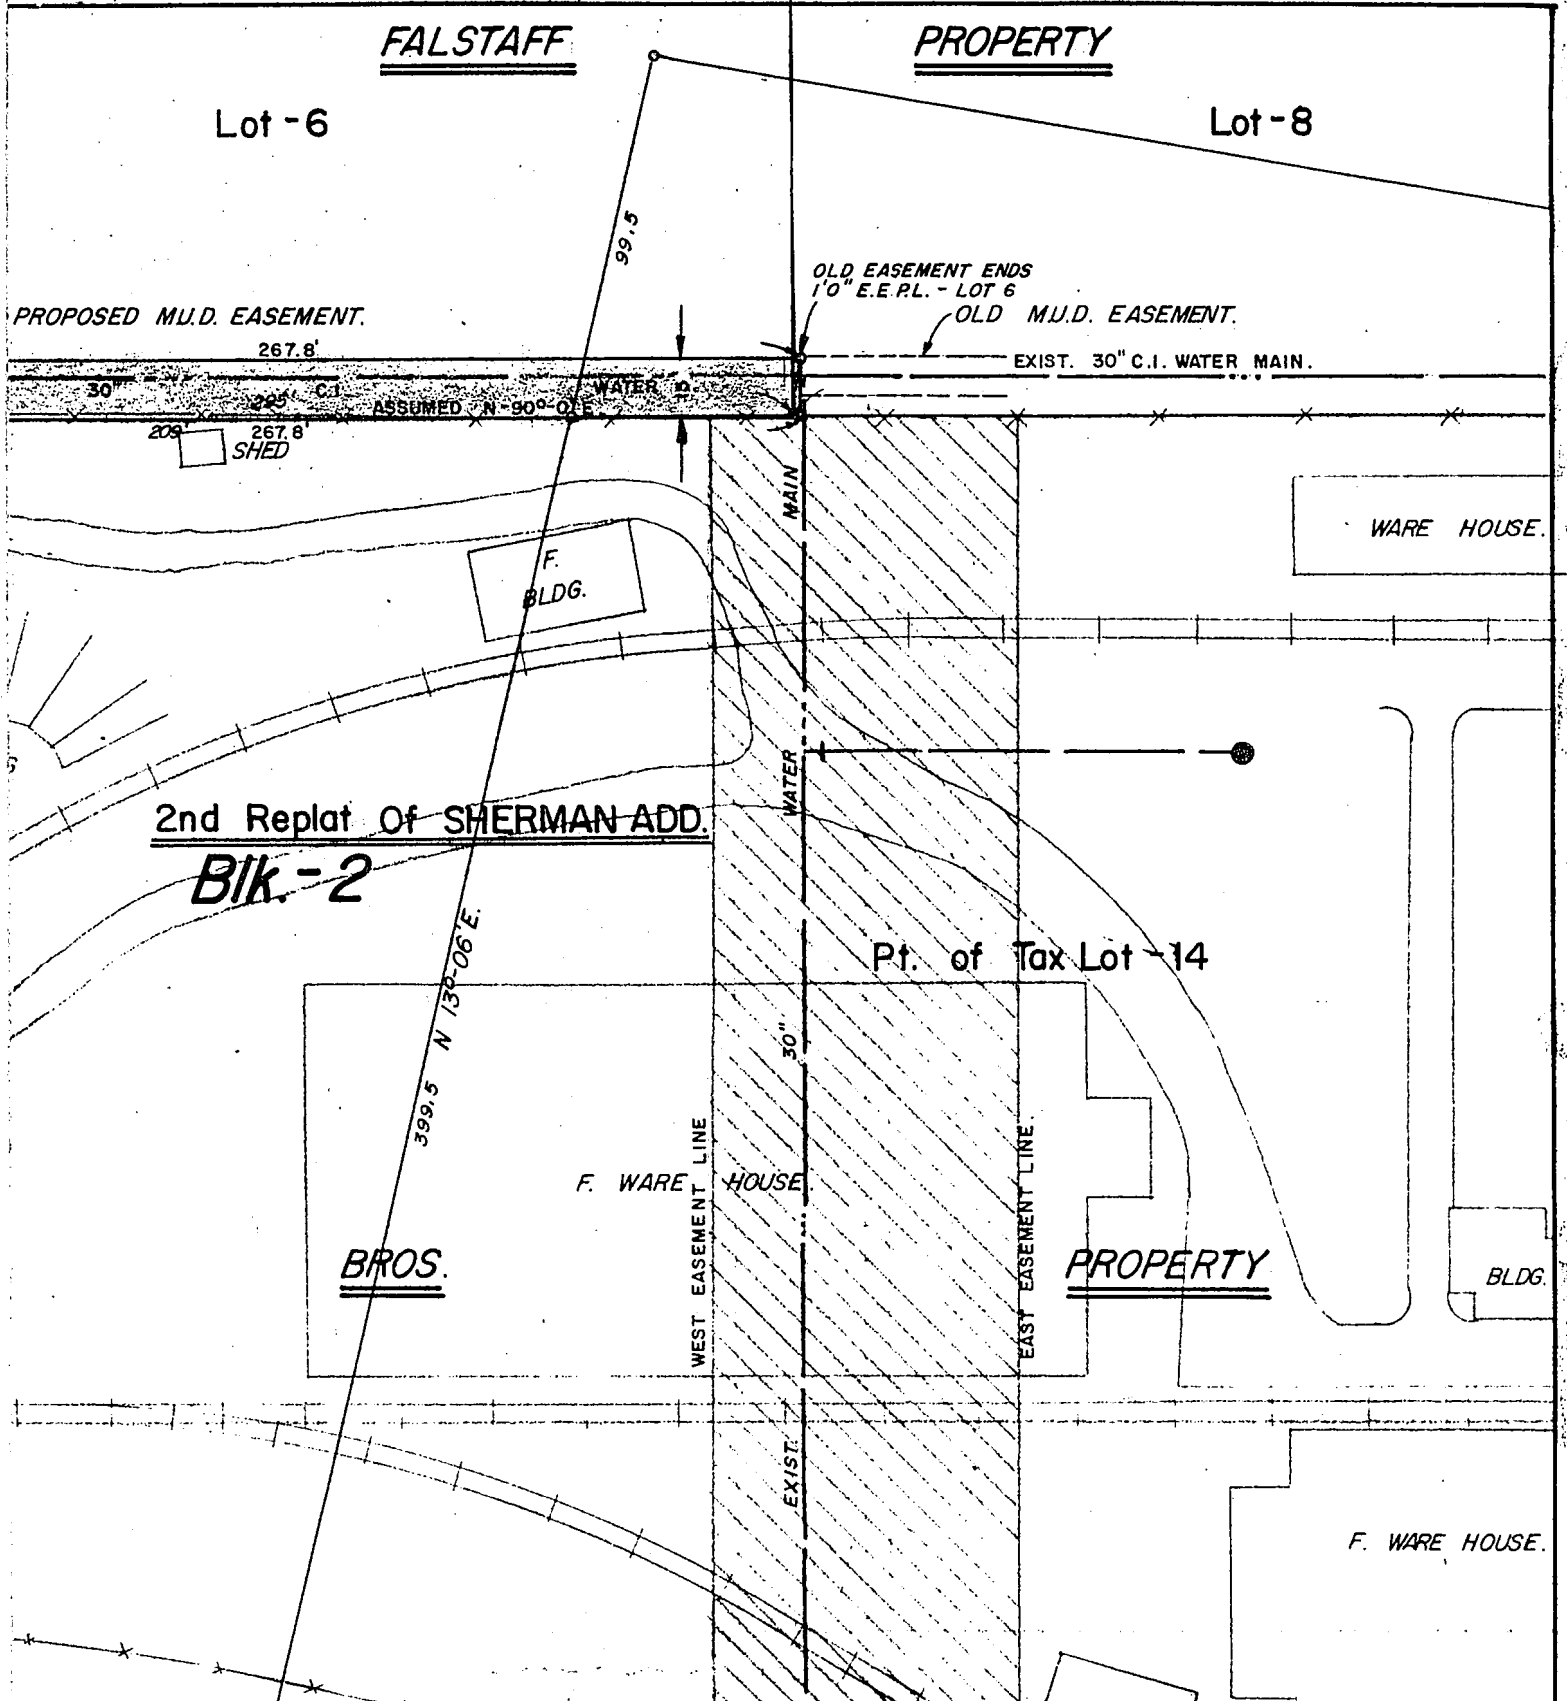 FALSTAFF PROPERTY
Lot-6
Lot-8
99.5
OLD EASEMENT ENDS
1'0" E.E.P.L. - LOT 6
PROPOSED M.U.D. EASEMENT.
OLD M.U.D. EASEMENT.
267.8'
EXIST. 30" C.I. WATER MAIN.
30" C.I. WATER
ASSUMED N-90°-0'E.
209'
267.8'
SHED
MAIN
WARE HOUSE.
F.
BLDG.
WATER
2nd Replat Of SHERMAN ADD.
Blk.-2
Pt. of Tax Lot-14
399.5 N 13°-06'E.
30"
F. WARE HOUSE.
WEST EASEMENT LINE
EAST EASEMENT LINE.
BROS. PROPERTY
BLDG.
EXIST.
F. WARE HOUSE.